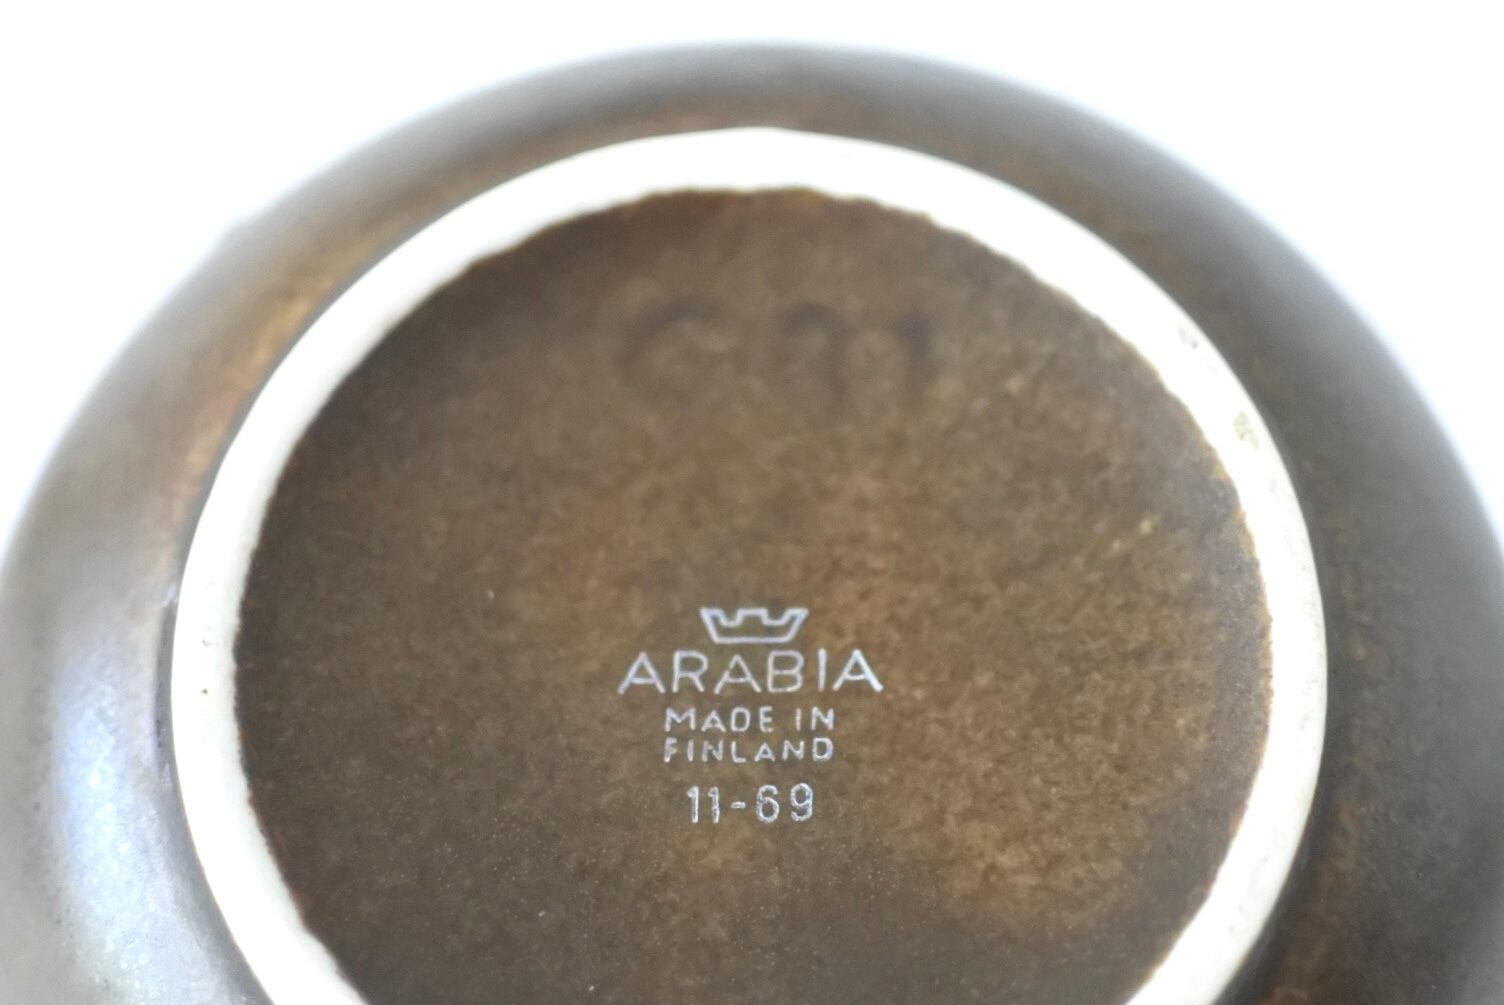 ARABIA
MADE IN
FINLAND
11-69